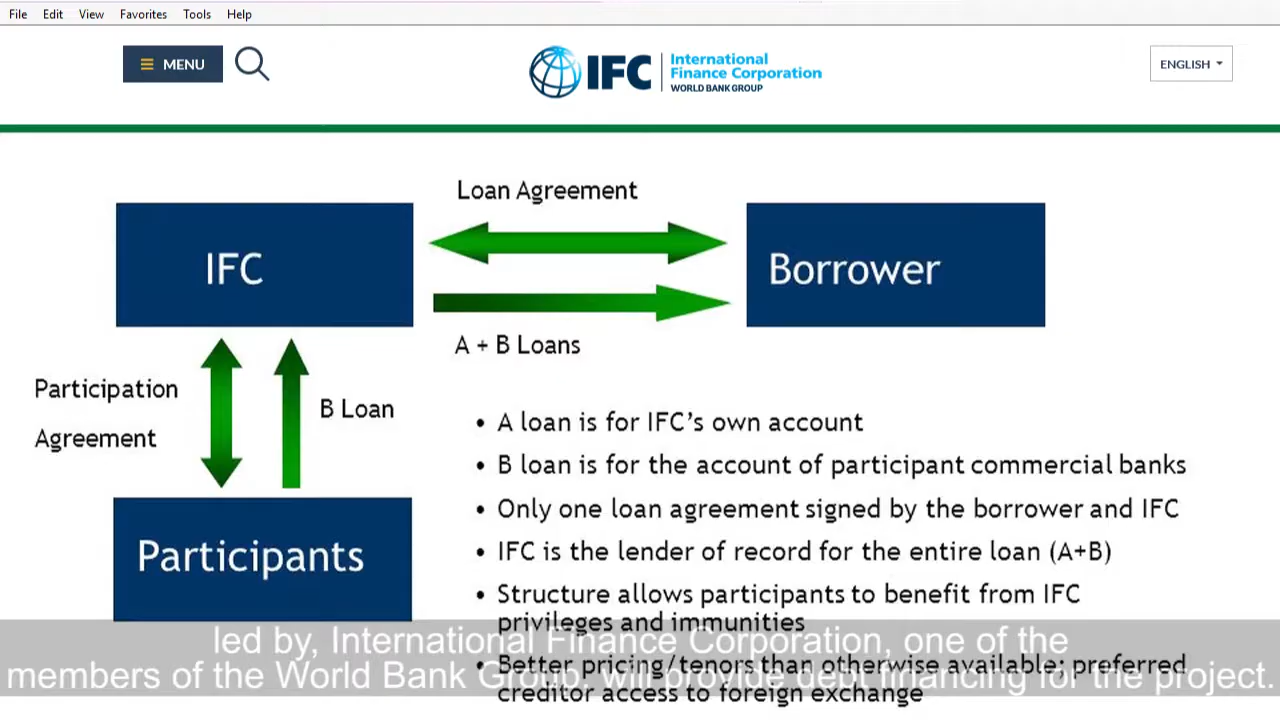 File Edit View Favorites Tools Help
MENU
IFC
International
Finance Corporation
WORLD BANK GROUP
ENGLISH
Loan Agreement
IFC
Borrower
A + B Loans
Participation
Agreement
B Loan
Participants
• A loan is for IFC’s own account
• B loan is for the account of participant commercial banks
• Only one loan agreement signed by the borrower and IFC
• IFC is the lender of record for the entire loan (A+B)
• Structure allows participants to benefit from IFC
privileges and immunities
• Better pricing/tenors than otherwise available; preferred
creditor access to foreign exchange
led by, International Finance Corporation, one of the
members of the World Bank Group, will provide debt financing for the project.